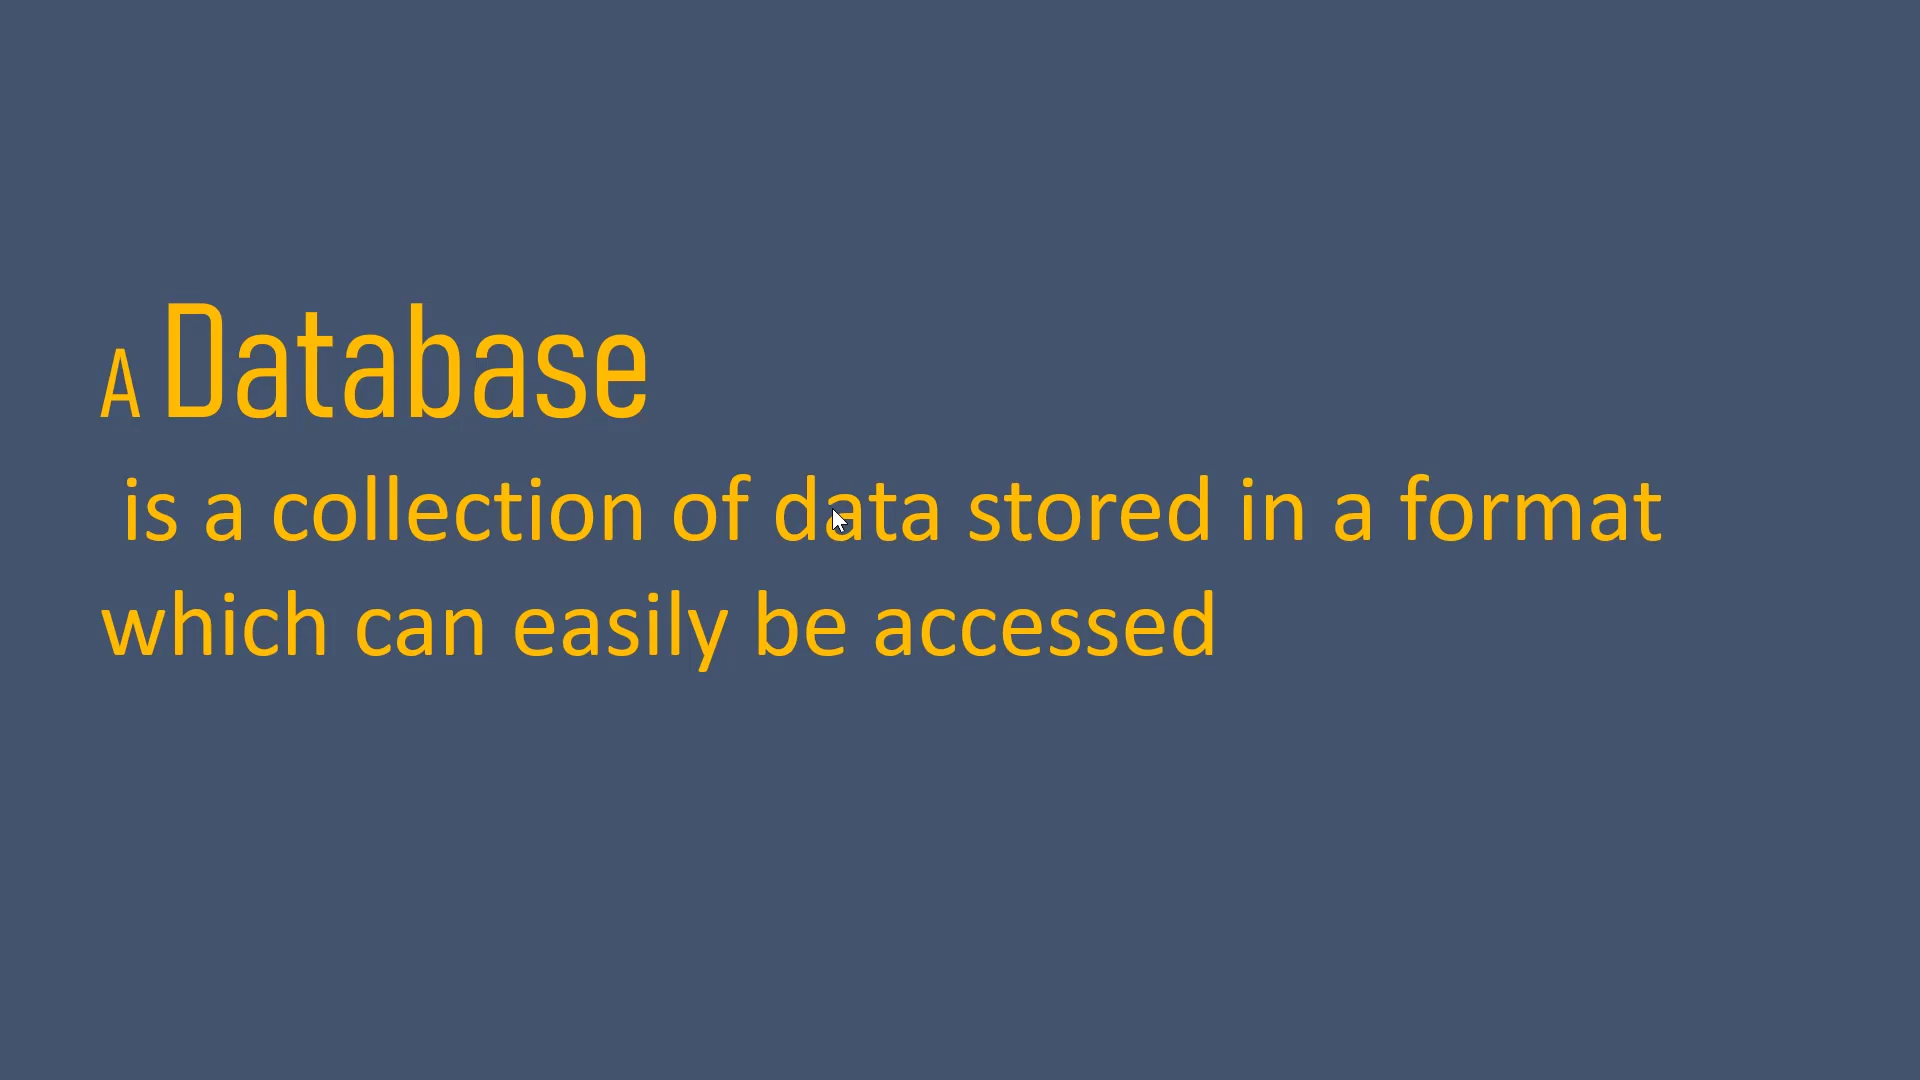 A Database
is a collection of data stored in a format
which can easily be accessed